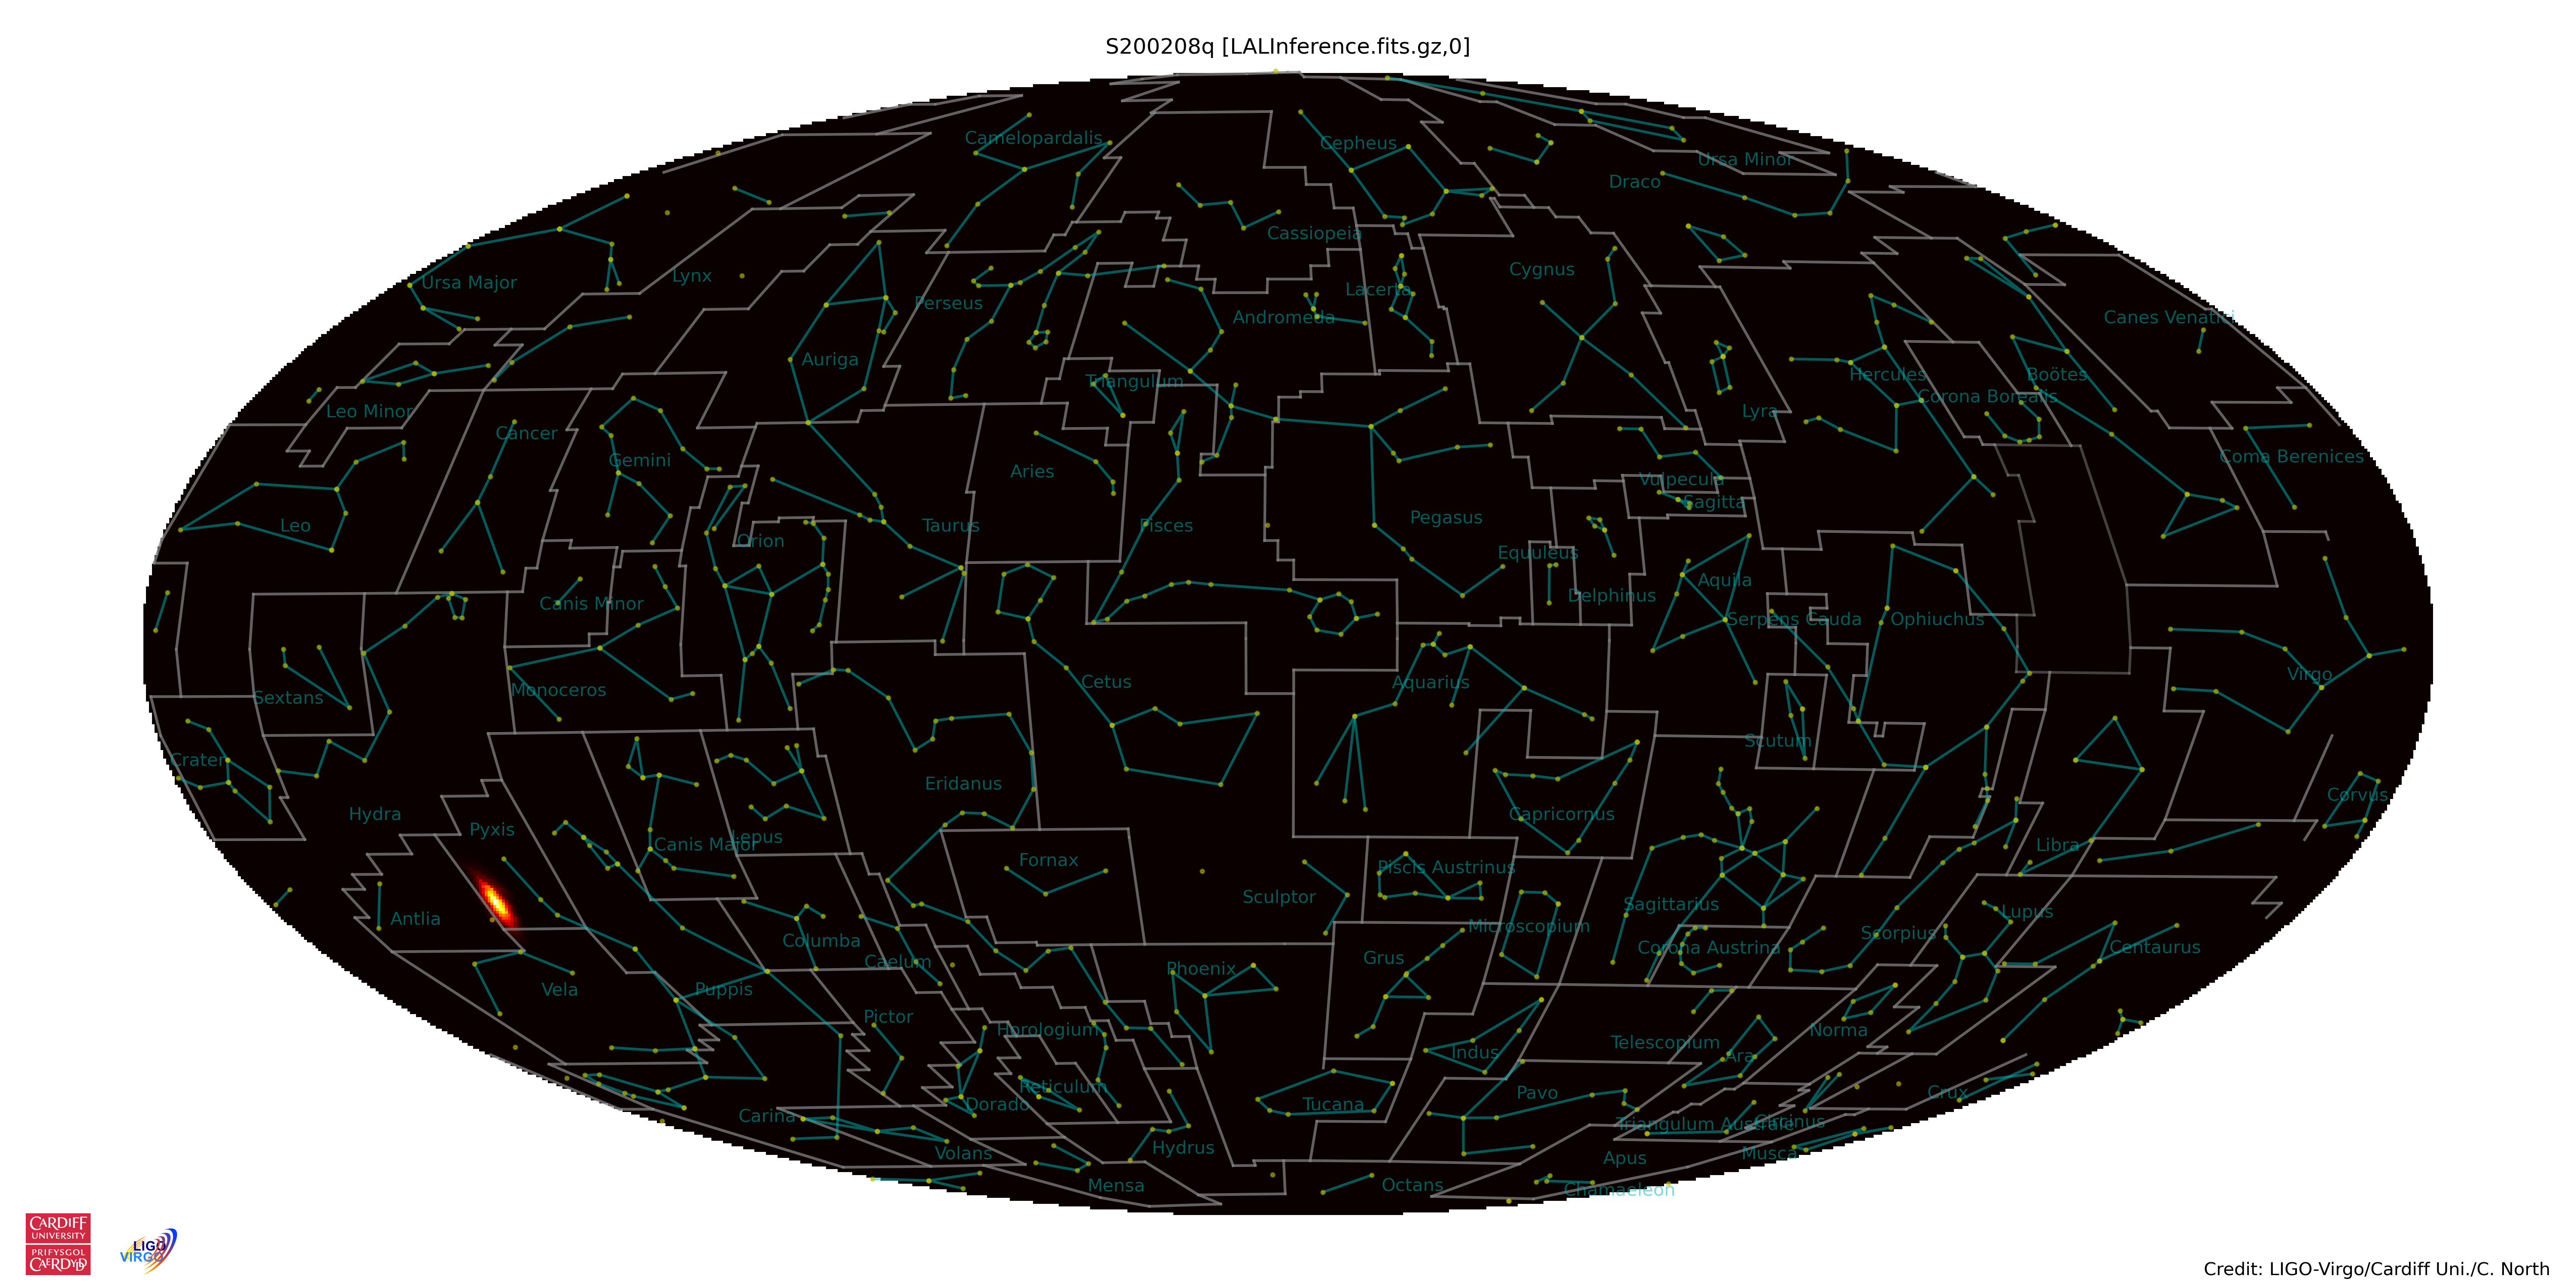 S200208q [LALInference.fits.gz,0]
Camelopardalis
Cepheus
Ursa Minor
Draco
Cassiopeia
Ursa Major
Lynx
Cygnus
Perseus
Lacerta
Andromeda
Canes Venatici
Auriga
Triangulum
Hercules
Boötes
Corona Borealis
Leo Minor
Lyra
Cancer
Gemini
Aries
Coma Berenices
Vulpecula
Sagitta
Leo
Orion
Taurus
Pisces
Pegasus
Equuleus
Canis Minor
Delphinus
Aquila
Serpens Cauda
Ophiuchus
Sextans
Monoceros
Cetus
Aquarius
Virgo
Crater
Scutum
Eridanus
Hydra
Pyxis
Canis Major
Lepus
Capricornus
Corvus
Libra
Fornax
Piscis Austrinus
Sculptor
Antlia
Sagittarius
Lupus
Microscopium
Columba
Caelum
Corona Austrina
Scorpius
Centaurus
Phoenix
Grus
Vela
Puppis
Pictor
Horologium
Indus
Telescopium
Ara
Norma
Reticulum
Dorado
Tucana
Pavo
Crux
Carina
Triangulum Australe
Circinus
Volans
Hydrus
Apus
Musca
Mensa
Octans
Chamaeleon
CARDIFF
UNIVERSITY
PRIFYSGOL
CAERDYDD
LIGO
VIRGO
Credit: LIGO-Virgo/Cardiff Uni./C. North